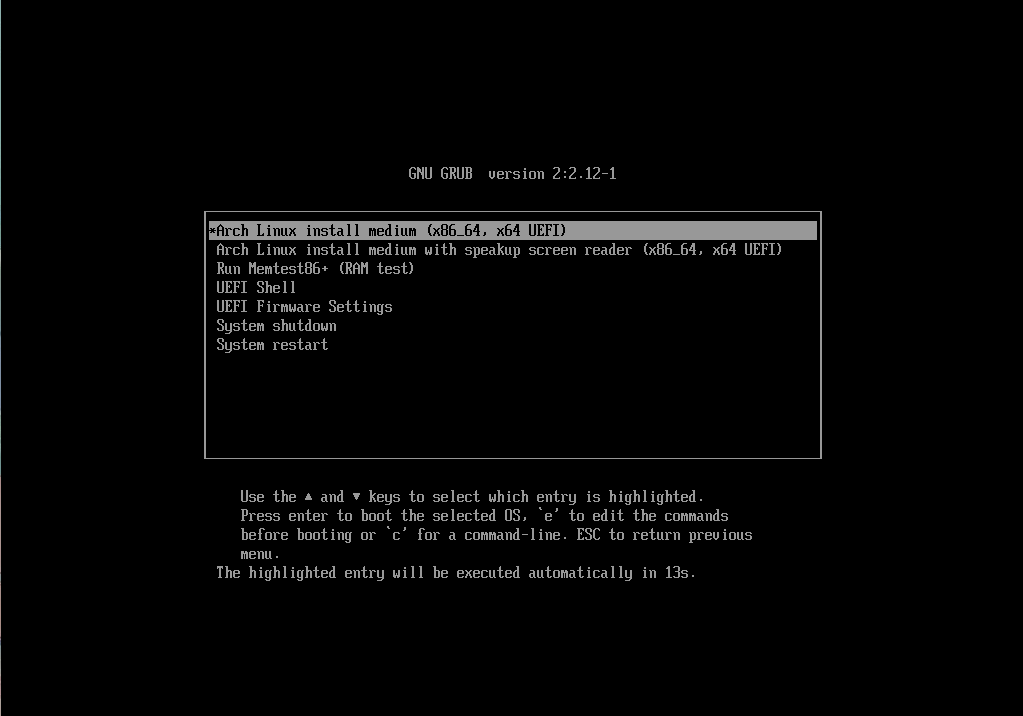 GNU GRUB  version 2:2.12-1
*Arch Linux install medium (x86_64, x64 UEFI)
Arch Linux install medium with speakup screen reader (x86_64, x64 UEFI)
Run Memtest86+ (RAM test)
UEFI Shell
UEFI Firmware Settings
System shutdown
System restart
Use the ▲ and ▼ keys to select which entry is highlighted.
Press enter to boot the selected OS, `e' to edit the commands
before booting or `c' for a command-line. ESC to return previous
menu.
The highlighted entry will be executed automatically in 13s.